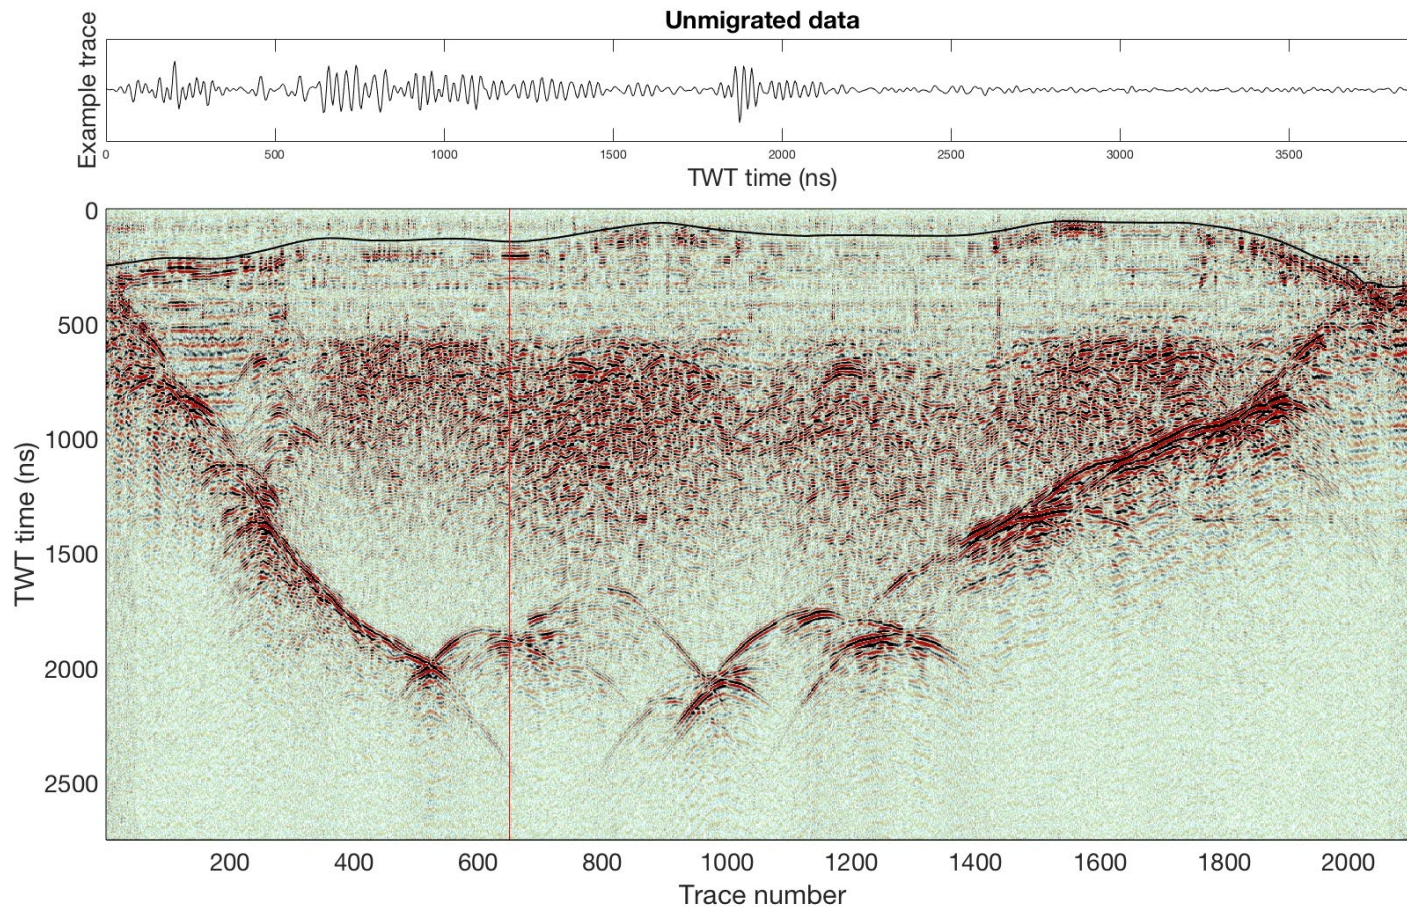 Unmigrated data
Example trace
0 500 1000 1500 2000 2500 3000 3500
TWT time (ns)
0
500
1000
1500
2000
2500
TWT time (ns)
200 400 600 800 1000 1200 1400 1600 1800 2000
Trace number